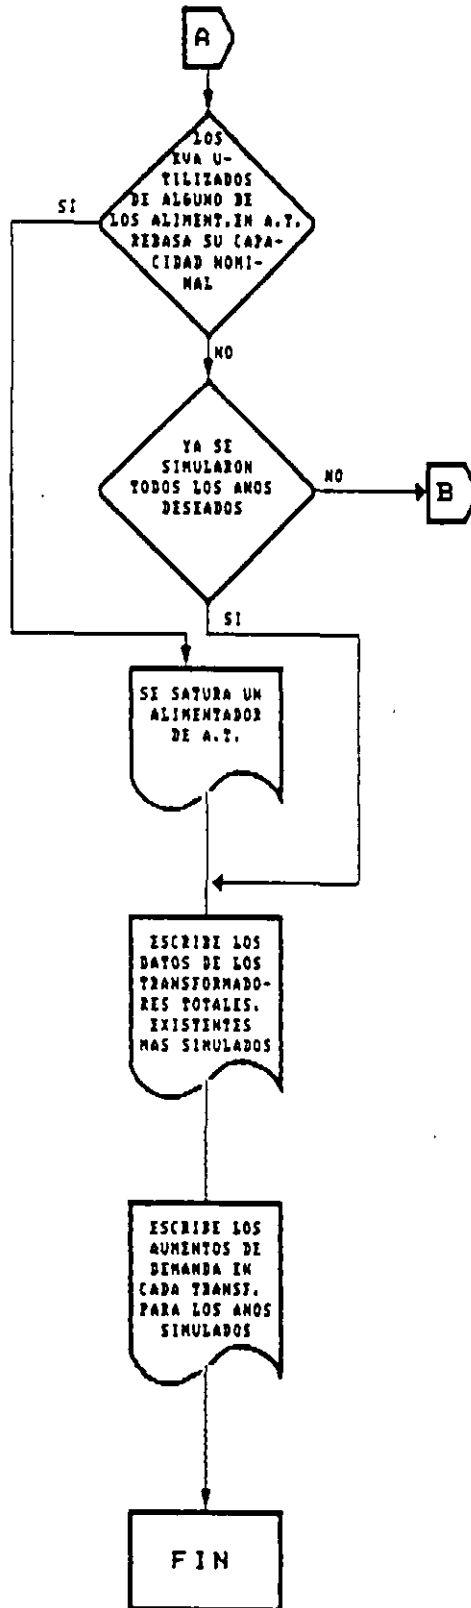 A
LOS
KVA U-
TILIZADOS
DE ALGUNO DE
LOS ALIMENT.EN A.T.
REBASA SU CAPA-
CIDAD NOMI-
NAL
SI
NO
YA SE
SIMULARON
TODOS LOS ANOS
DESEADOS
NO
B
SI
SE SATURA UN
ALIMENTADOR
DE A.T.
ESCRIBE LOS
DATOS DE LOS
TRANSFORMADO-
RES TOTALES.
EXISTENTES
MAS SIMULADOS
ESCRIBE LOS
AUMENTOS DE
DEMANDA EN
CADA TRANSF.
PARA LOS ANOS
SIMULADOS
FIN